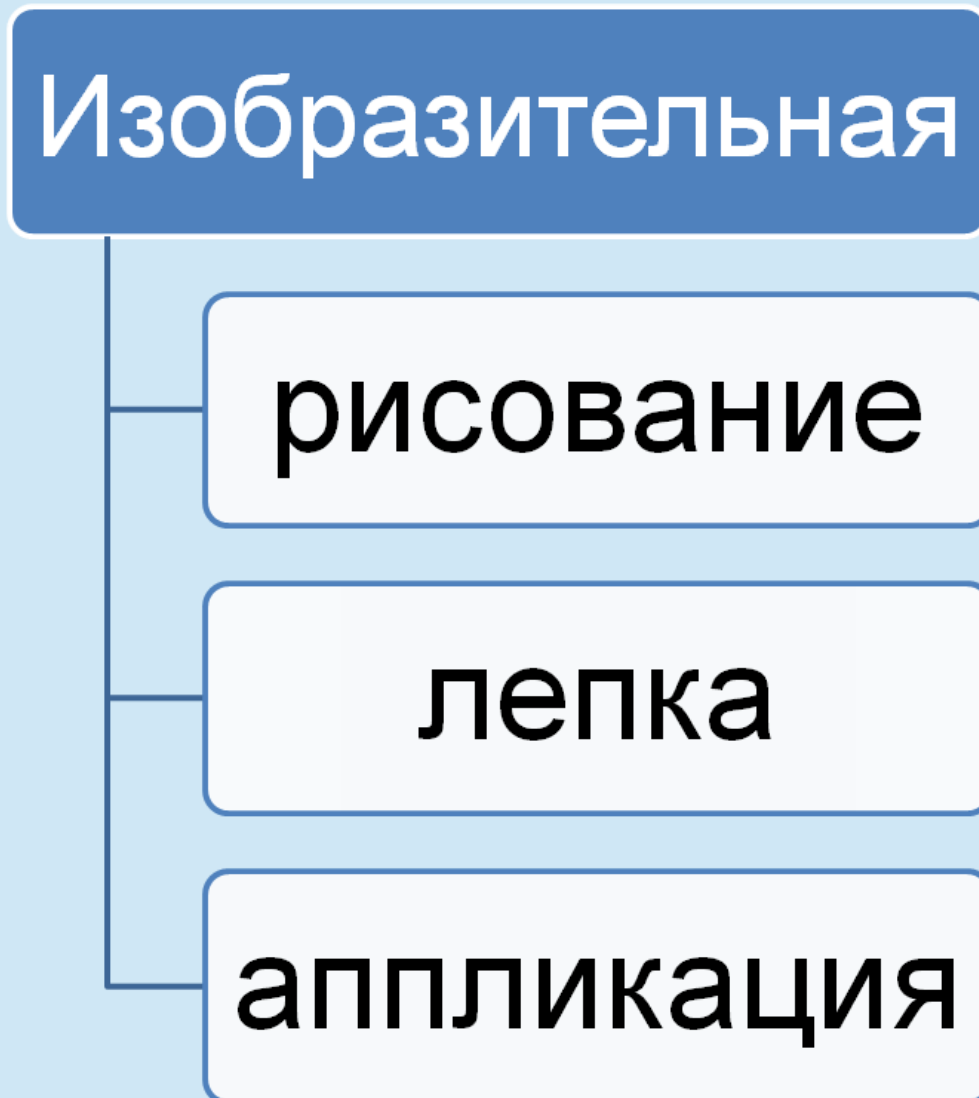 Изобразительная
рисование
лепка
аппликация